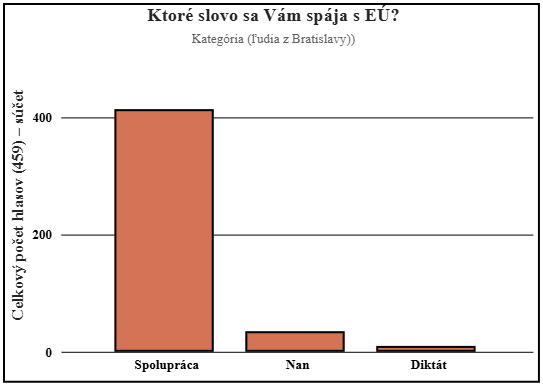 Ktoré slovo sa Vám spája s EÚ?
Kategória (ľudia z Bratislavy))
Celkový počet hlasov (459) – súčet
400
200
0
Spolupráca
Nan
Diktát